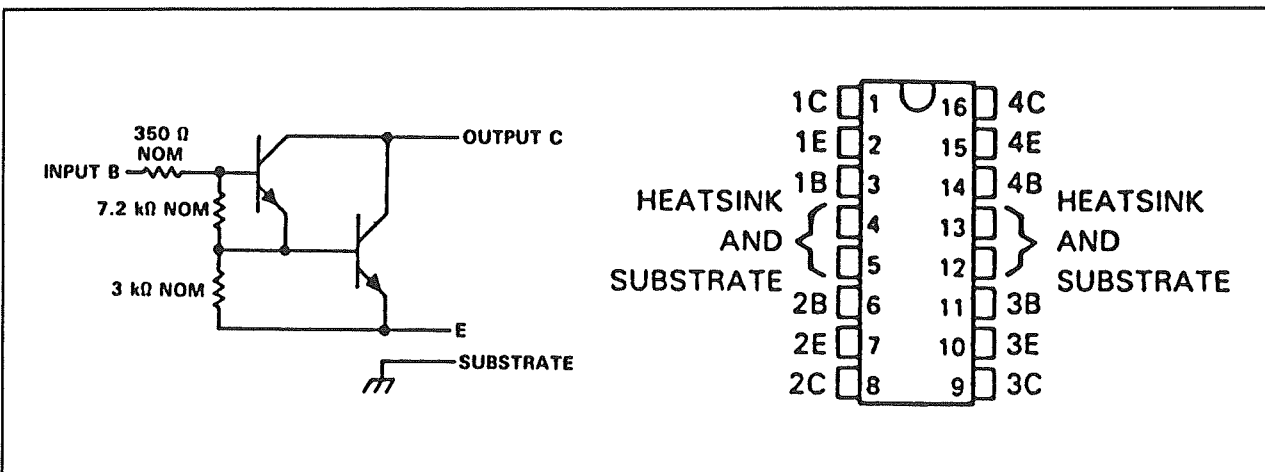 350 Ω
NOM
INPUT B
7.2 kΩ NOM
3 kΩ NOM
OUTPUT C
E
SUBSTRATE
1C 1 16 4C
1E 2 15 4E
1B 3 14 4B
HEATSINK
AND
SUBSTRATE
4 13
5 12
HEATSINK
AND
SUBSTRATE
2B 6 11 3B
2E 7 10 3E
2C 8 9 3C